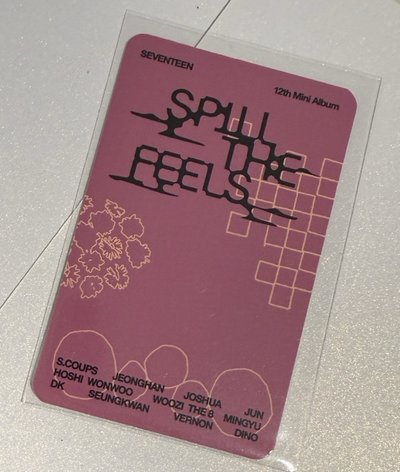 SEVENTEEN
12th Mini Album
SPILL
THE
FEELS
S.COUPS JEONGHAN JOSHUA JUN
HOSHI WONWOO WOOZI THE 8 MINGYU
DK SEUNGKWAN VERNON DINO